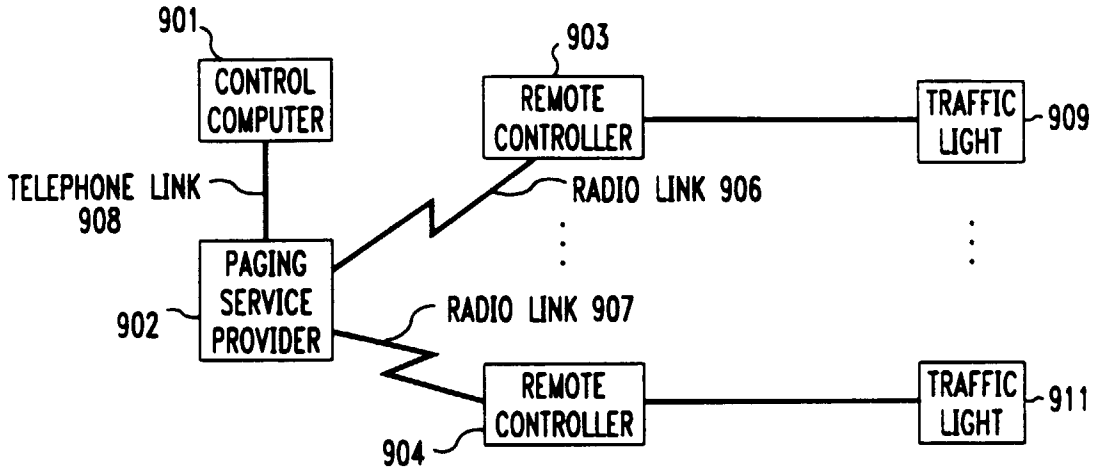 901
CONTROL
COMPUTER
903
REMOTE
CONTROLLER
TRAFFIC
LIGHT
909
TELEPHONE LINK
908
RADIO LINK 906
PAGING
SERVICE
PROVIDER
902
RADIO LINK 907
REMOTE
CONTROLLER
904
TRAFFIC
LIGHT
911